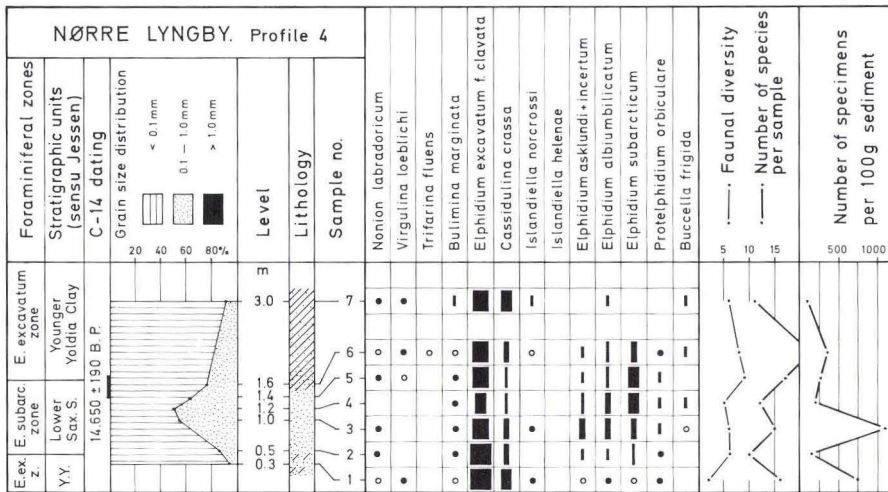 NØRRE LYNGBY. Profile 4
Foraminiferal zones
Stratigraphic units
(sensu Jessen)
C-14 dating
Grain size distribution
< 0.1mm
0.1 – 1.0mm
> 1.0mm
20 40 60 80%
Level
Lithology
Sample no.
Nonion labradoricum
Virgulina loeblichi
Trifarina fluens
Bulimina marginata
Elphidium excavatum f. clavata
Cassidulina crassa
Islandiella norcrossi
Islandiella helenae
Elphidium asklundi + incertum
Elphidium albiumbilicatum
Elphidium subarcticum
Protelphidium orbiculare
Buccella frigida
Faunal diversity
Number of species
per sample
Number of specimens
per 100g sediment
0 5 10 15
500 1000
m
E. excavatum
zone
Younger
Yoldia Clay
E. subarc.
zone
Lower
Sax. S.
E.ex.
z.
Y.Y.
14.650 ± 190 B.P.
3.0
1.6
1.4
1.2
1.0
0.5
0.3
7
6
5
4
3
2
1